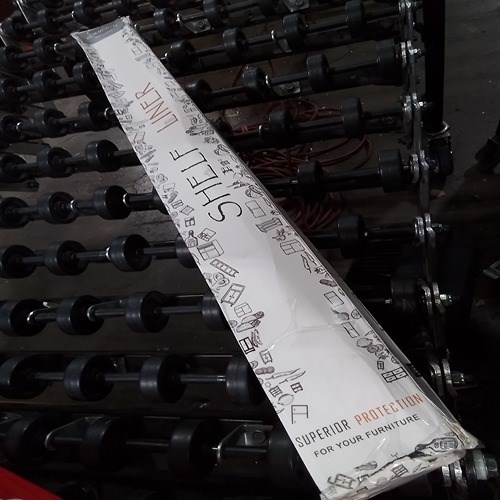 SHELF LINER
SUPERIOR PROTECTION
FOR YOUR FURNITURE